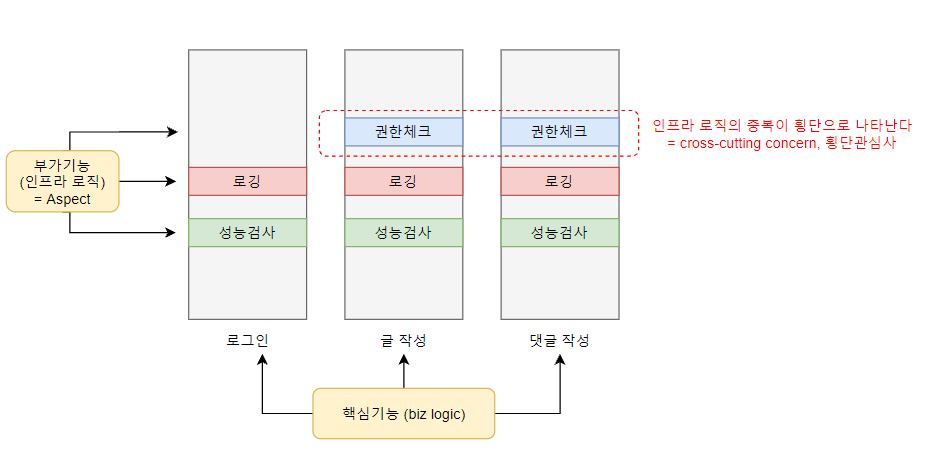 권한체크
권한체크
인프라 로직의 중복이 횡단으로 나타난다
= cross-cutting concern, 횡단관심사
부가기능
(인프라 로직)
= Aspect
로깅
로깅
로깅
성능검사
성능검사
성능검사
로그인
글 작성
댓글 작성
핵심기능 (biz logic)